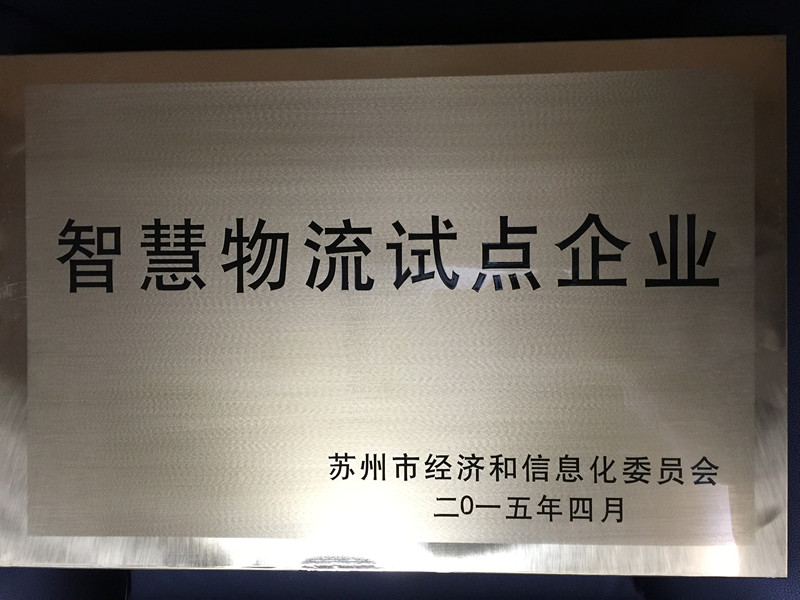 智慧物流试点企业
苏州市经济和信息化委员会
二0一五年四月